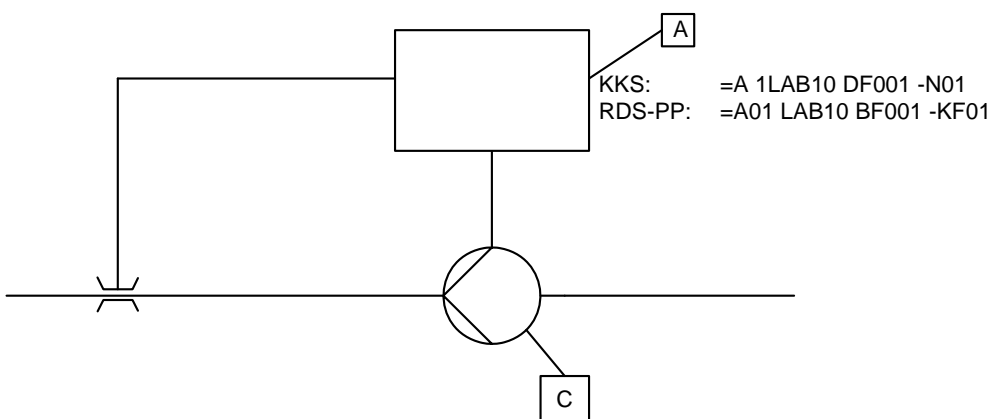 A
KKS: =A 1LAB10 DF001 -N01
RDS-PP: =A01 LAB10 BF001 -KF01
C